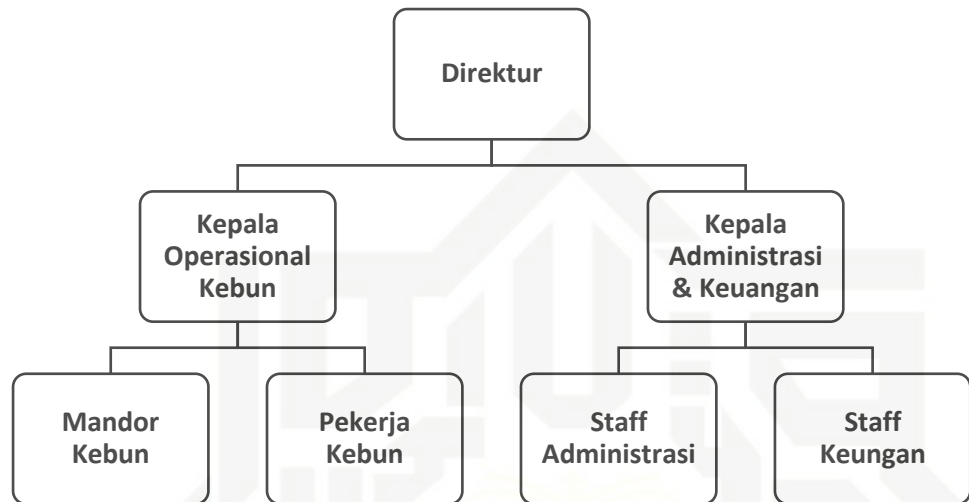 Direktur
Kepala
Operasional
Kebun
Kepala
Administrasi
& Keuangan
Mandor
Kebun
Pekerja
Kebun
Staff
Administrasi
Staff
Keungan